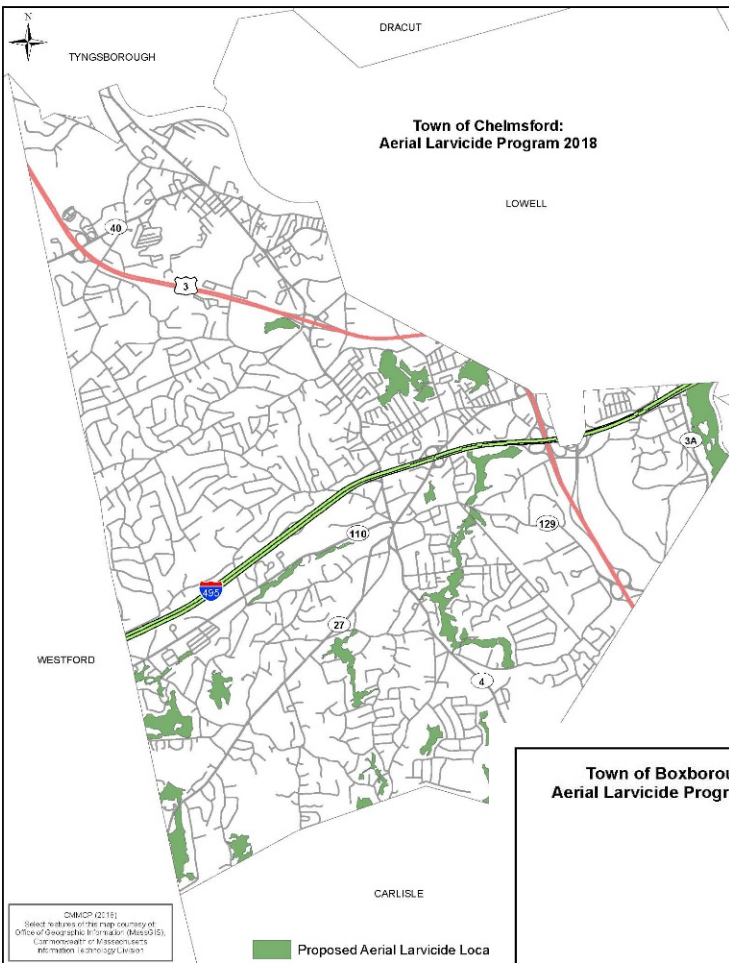 N
DRACUT
TYNGSBOROUGH
Town of Chelmsford:
Aerial Larvicide Program 2018
LOWELL
40
3
3A
129
110
495
27
WESTFORD
4
Town of Boxborou
Aerial Larvicide Progr
CARLISLE
CMMCP (2018)
Select features of this map courtesy of:
Office of Geographic Information (MassGIS),
Commonwealth of Massachusetts
Information Technology Division
Proposed Aerial Larvicide Loca